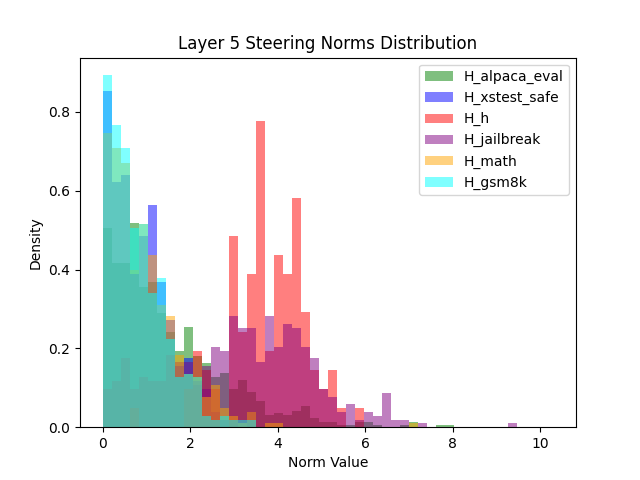 Layer 5 Steering Norms Distribution
H_alpaca_eval
H_xstest_safe
H_h
H_jailbreak
H_math
H_gsm8k
0.8
0.6
0.4
0.2
0.0
Density
0
2
4
6
8
10
Norm Value